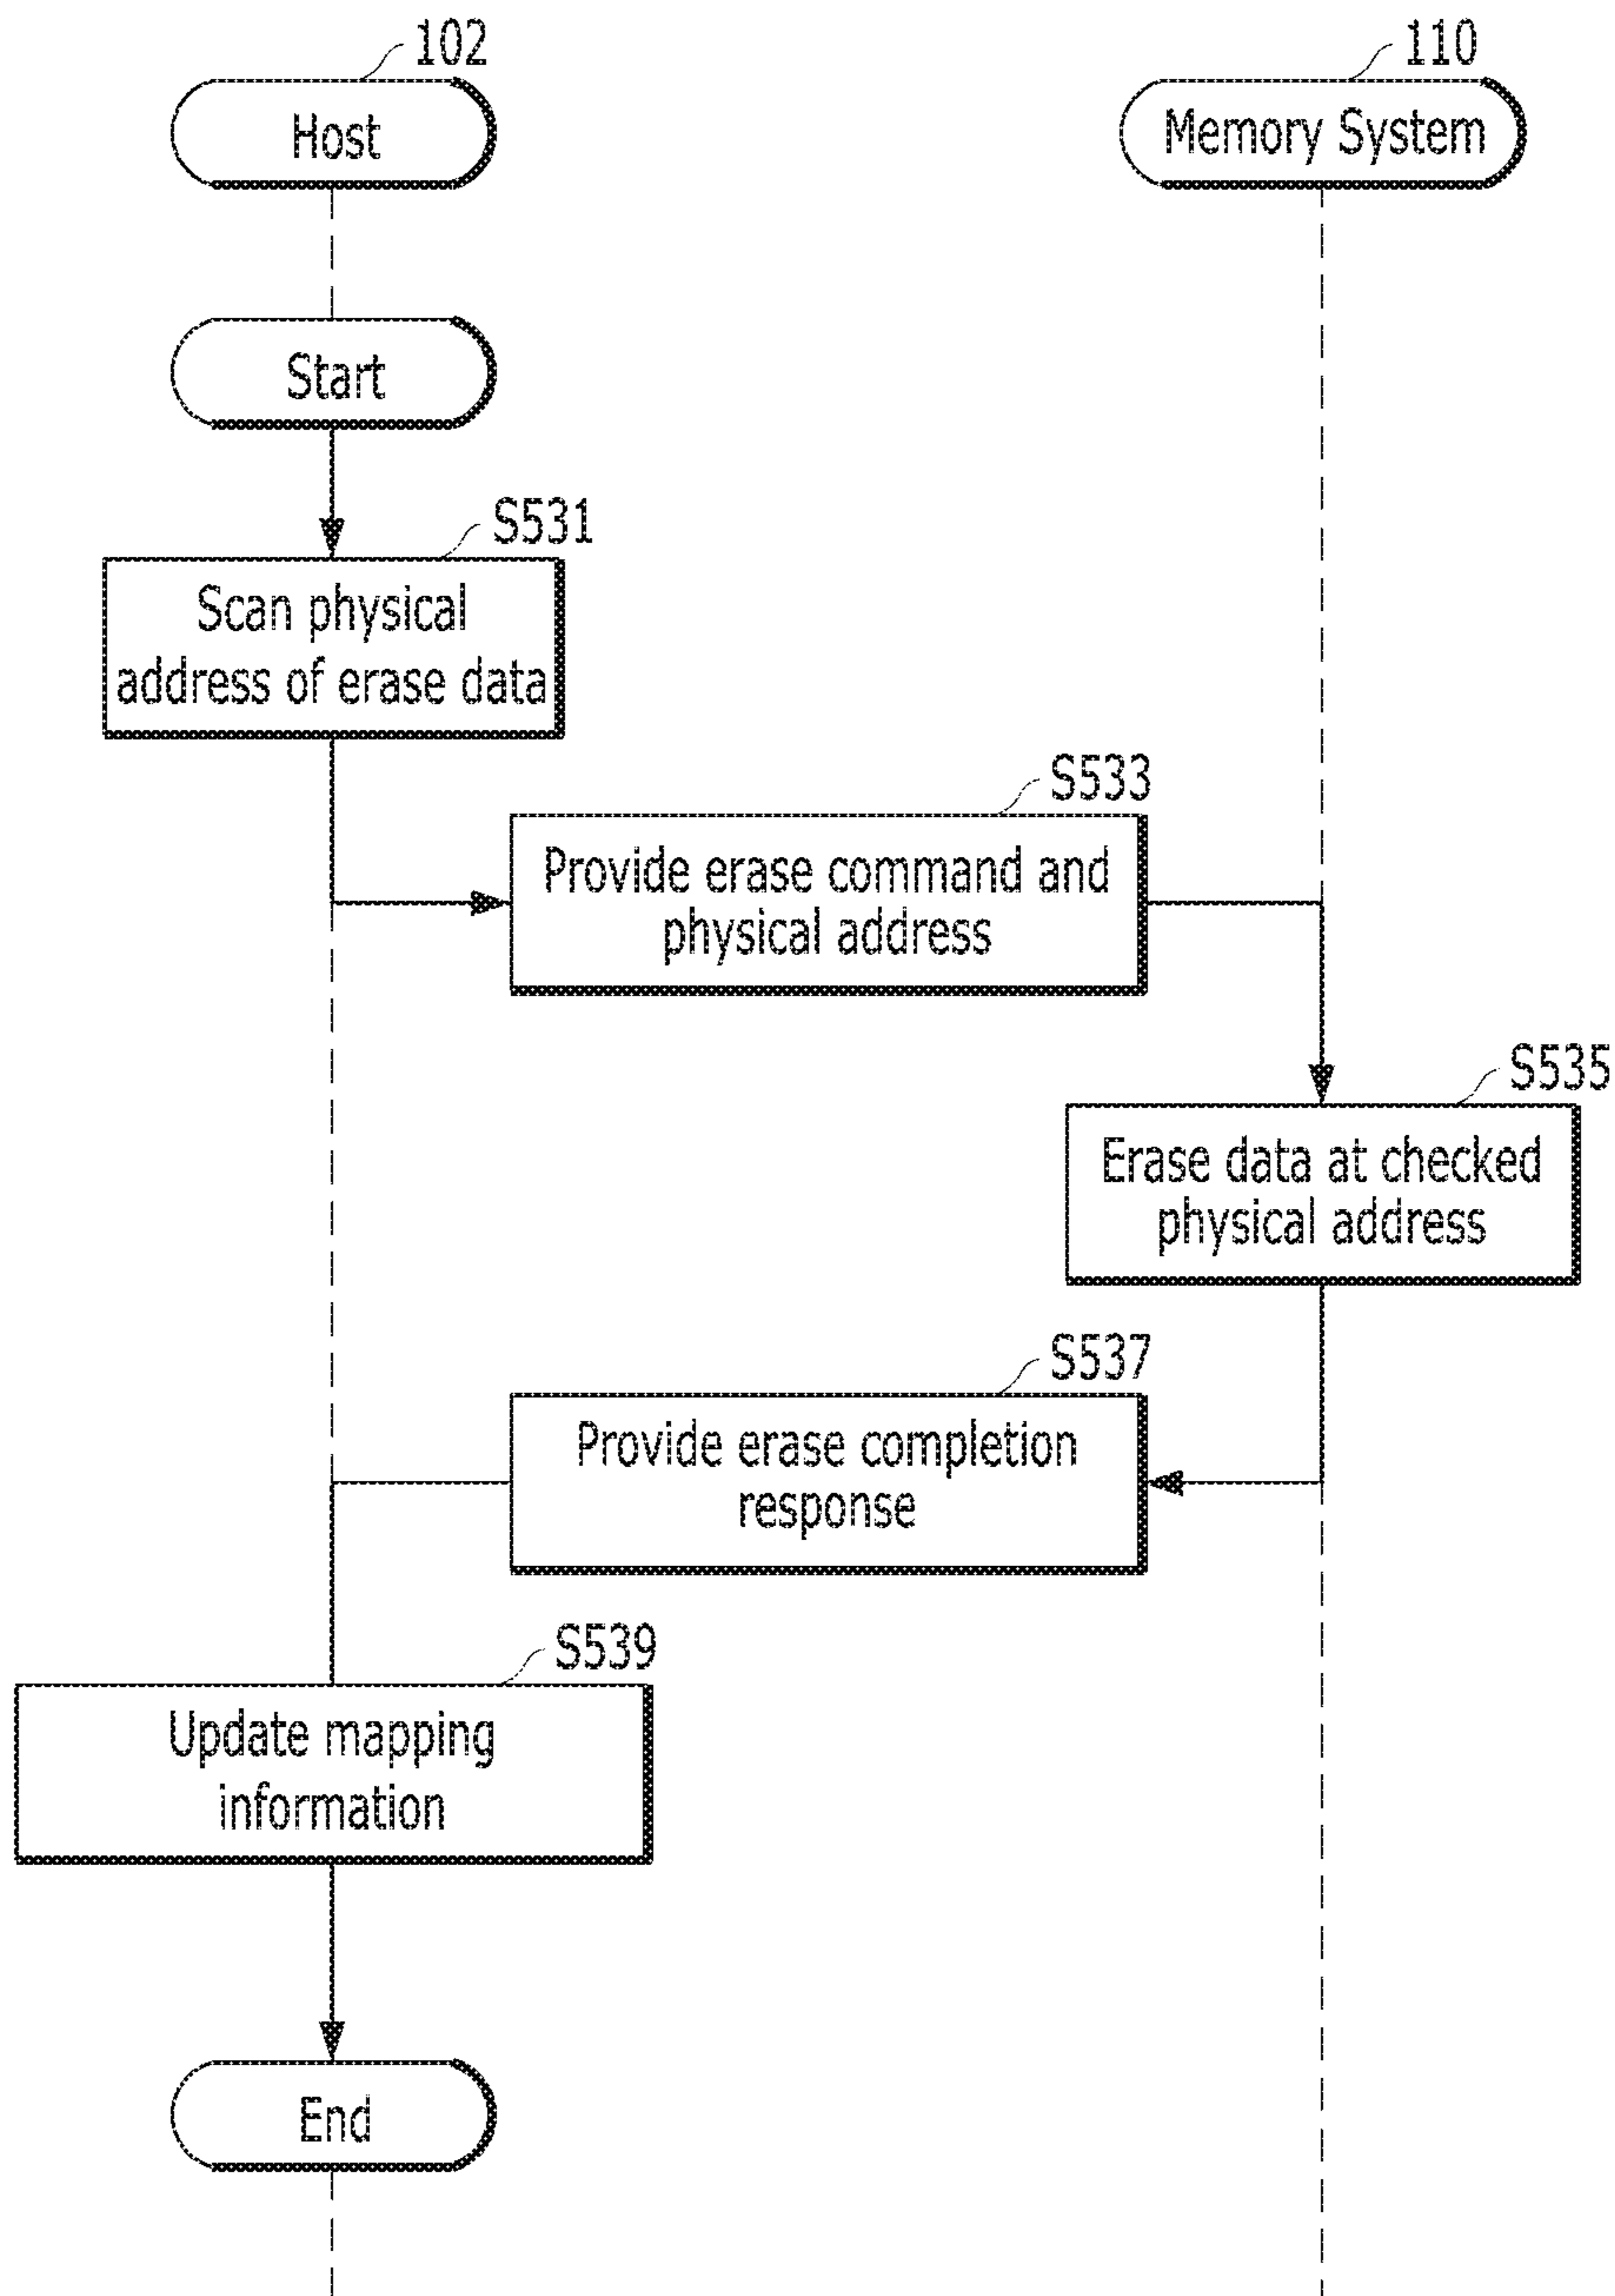 102
110
Host
Memory System
Start
S531
Scan physical
address of erase data
S533
Provide erase command and
physical address
S535
Erase data at checked
physical address
S537
Provide erase completion
response
S539
Update mapping
information
End